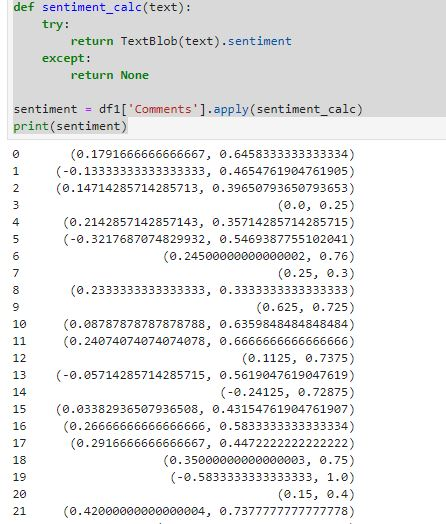 def sentiment_calc(text):
    try:
        return TextBlob(text).sentiment
    except:
        return None
sentiment = df1['Comments'].apply(sentiment_calc)
print(sentiment)
0 (0.1791666666666667, 0.6458333333333334)
1 (-0.13333333333333333, 0.4654761904761905)
2 (0.14714285714285713, 0.39650793650793653)
3 (0.0, 0.25)
4 (0.2142857142857143, 0.35714285714285715)
5 (-0.3217687074829932, 0.5469387755102041)
6 (0.24500000000000002, 0.76)
7 (0.25, 0.3)
8 (0.2333333333333333, 0.3333333333333333)
9 (0.625, 0.725)
10 (0.08787878787878788, 0.6359848484848484)
11 (0.24074074074074078, 0.6666666666666666)
12 (0.1125, 0.7375)
13 (-0.05714285714285715, 0.5619047619047619)
14 (-0.24125, 0.72875)
15 (0.03382936507936508, 0.43154761904761907)
16 (0.26666666666666666, 0.5833333333333334)
17 (0.2916666666666667, 0.4472222222222222)
18 (0.35000000000000003, 0.75)
19 (-0.5833333333333333, 1.0)
20 (0.15, 0.4)
21 (0.42000000000000004, 0.7377777777777778)